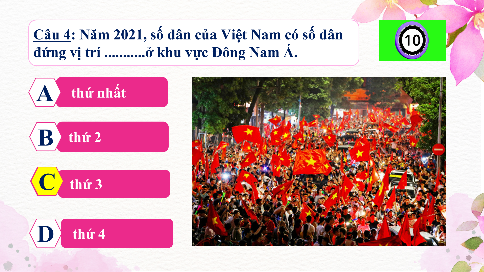 Câu 4: Năm 2021, số dân của Việt Nam có số dân
đứng vị trí ...........ở khu vực Đông Nam Á.
10
A thứ nhất
B thứ 2
C thứ 3
D thứ 4